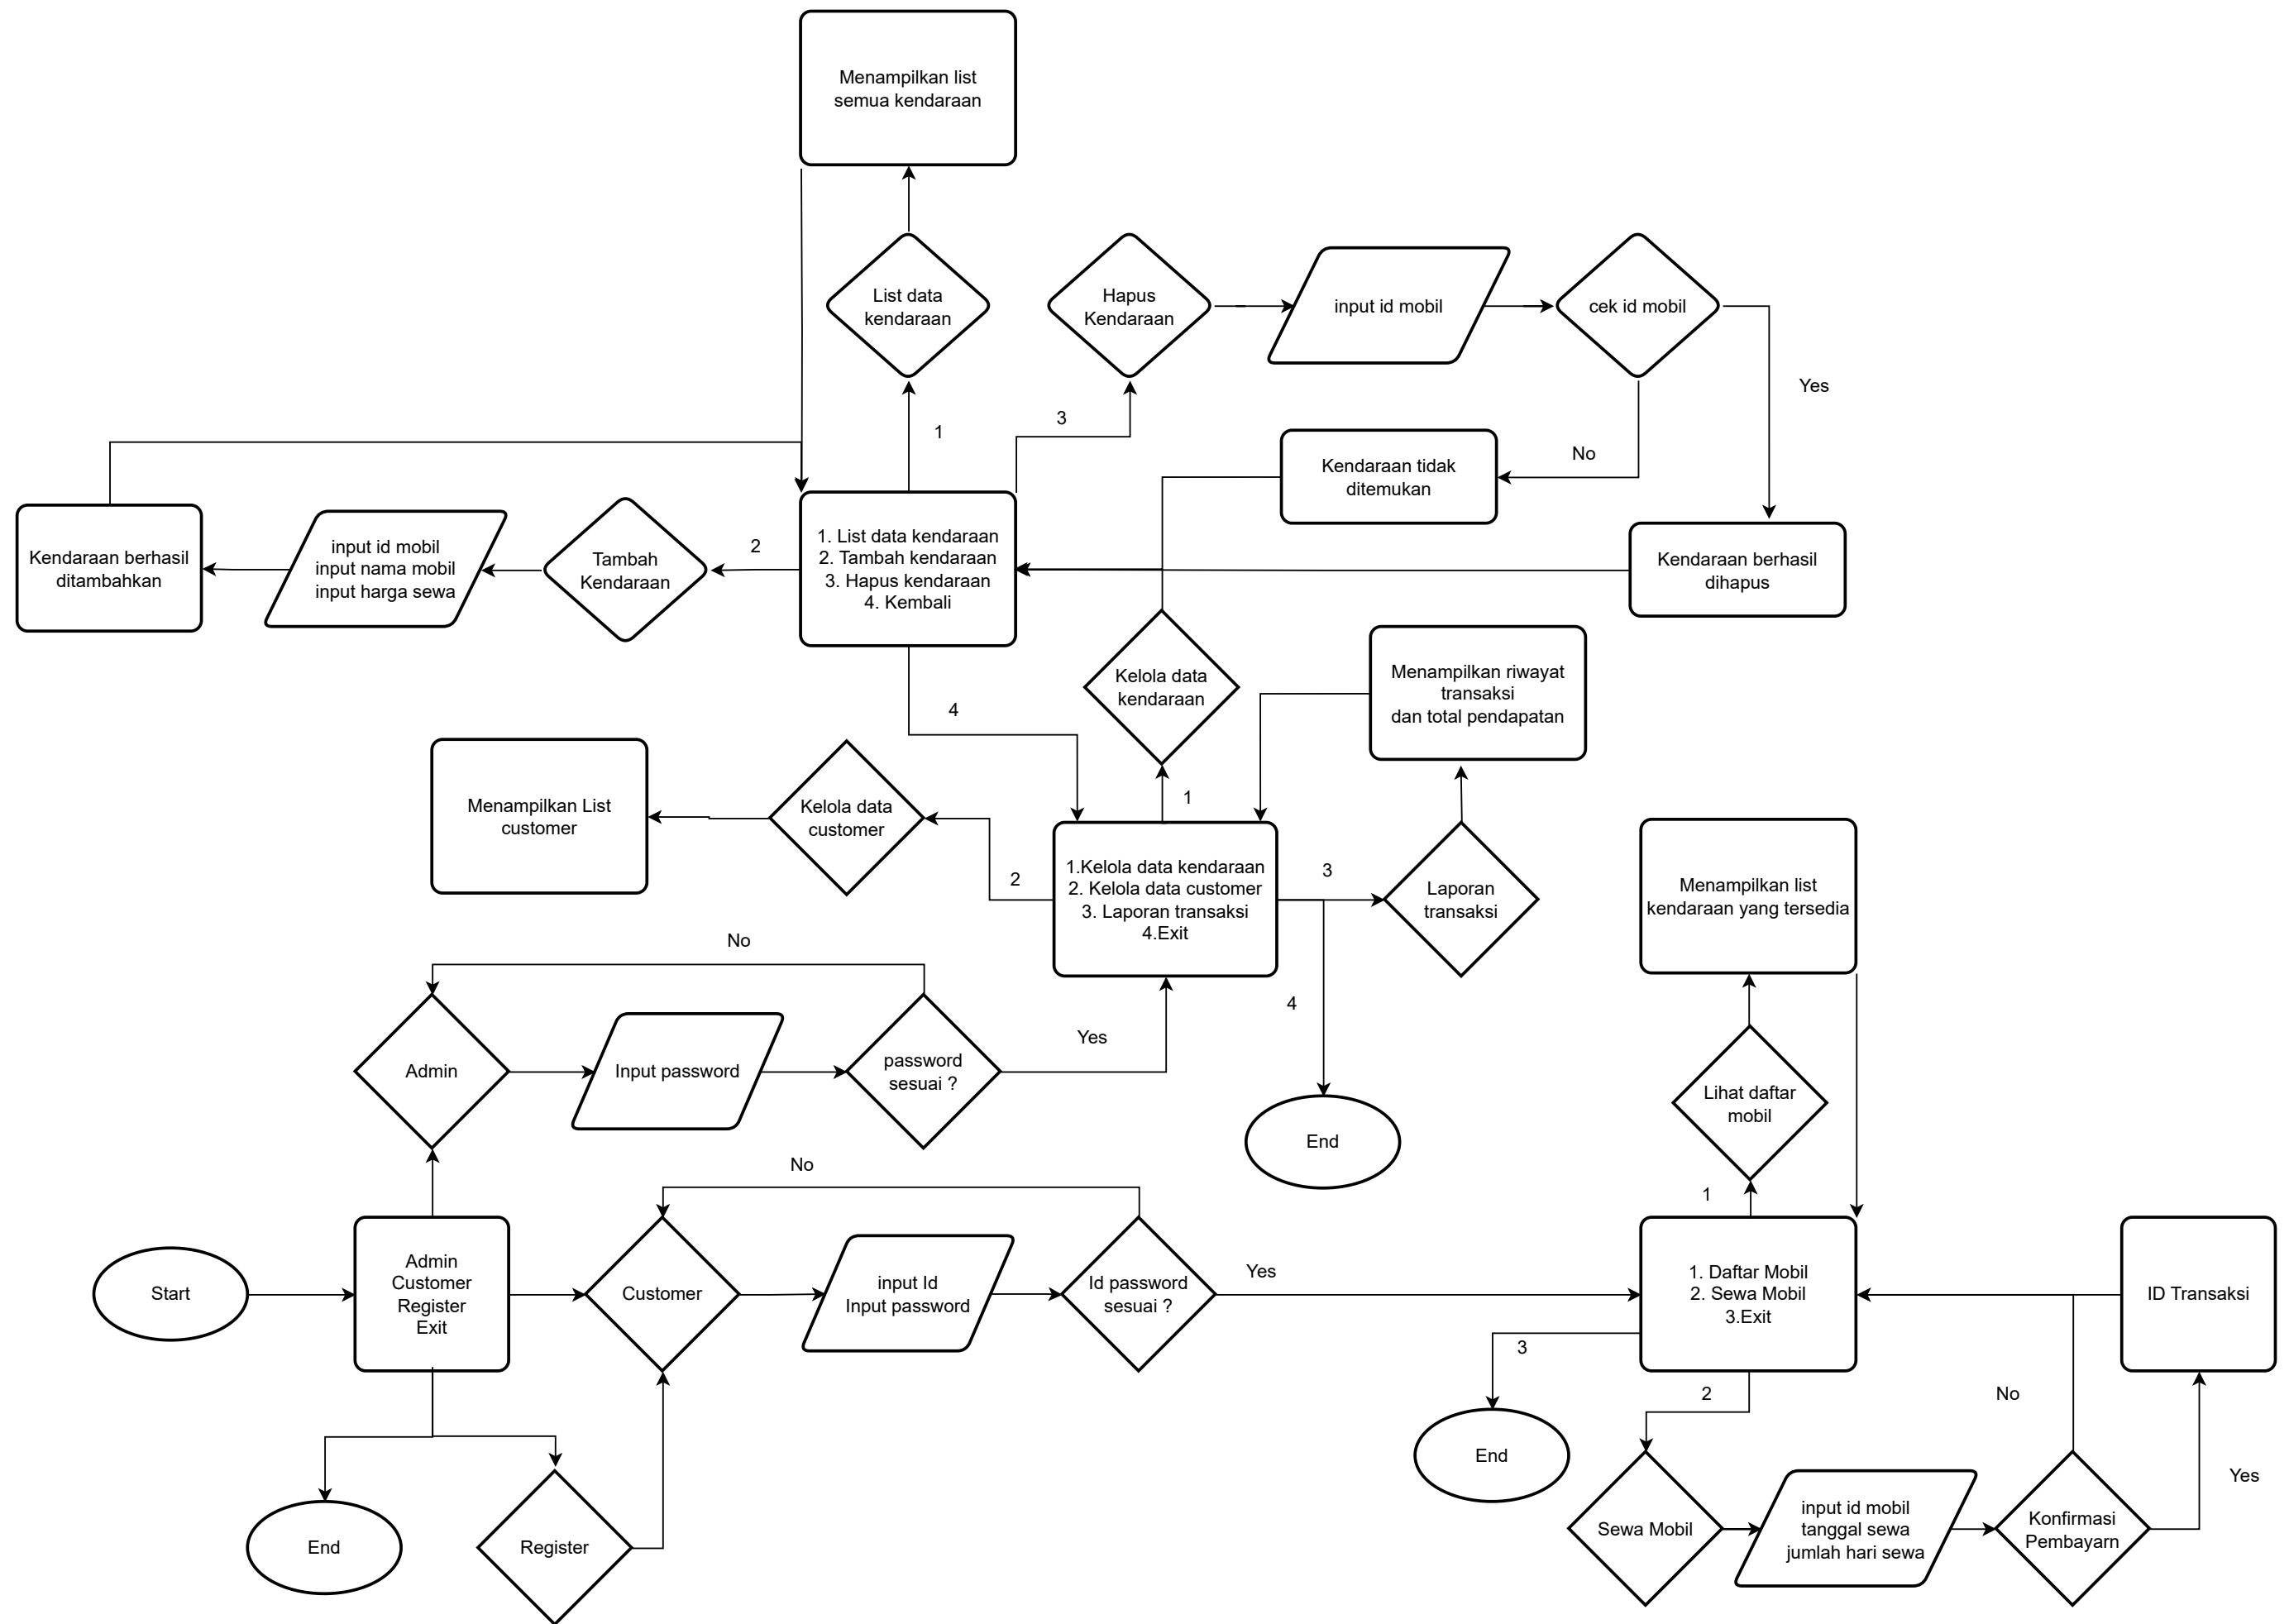 Menampilkan list
semua kendaraan
List data
kendaraan
Hapus
Kendaraan
input id mobil
cek id mobil
Yes
3
1
No
Kendaraan tidak
ditemukan
Kendaraan berhasil
ditambahkan
input id mobil
input nama mobil
input harga sewa
Tambah
Kendaraan
2
1. List data kendaraan
2. Tambah kendaraan
3. Hapus kendaraan
4. Kembali
Kendaraan berhasil
dihapus
Kelola data
kendaraan
Menampilkan riwayat
transaksi
dan total pendapatan
4
Menampilkan List
customer
Kelola data
customer
1
2
1.Kelola data kendaraan
2. Kelola data customer
3. Laporan transaksi
4.Exit
3
Laporan
transaksi
Menampilkan list
kendaraan yang tersedia
No
4
Admin
Input password
password
sesuai ?
Yes
End
Lihat daftar
mobil
No
1
Start
Admin
Customer
Register
Exit
Customer
input Id
Input password
Id password
sesuai ?
Yes
1. Daftar Mobil
2. Sewa Mobil
3.Exit
ID Transaksi
3
2
No
End
Yes
End
Register
Sewa Mobil
input id mobil
tanggal sewa
jumlah hari sewa
Konfirmasi
Pembayarn